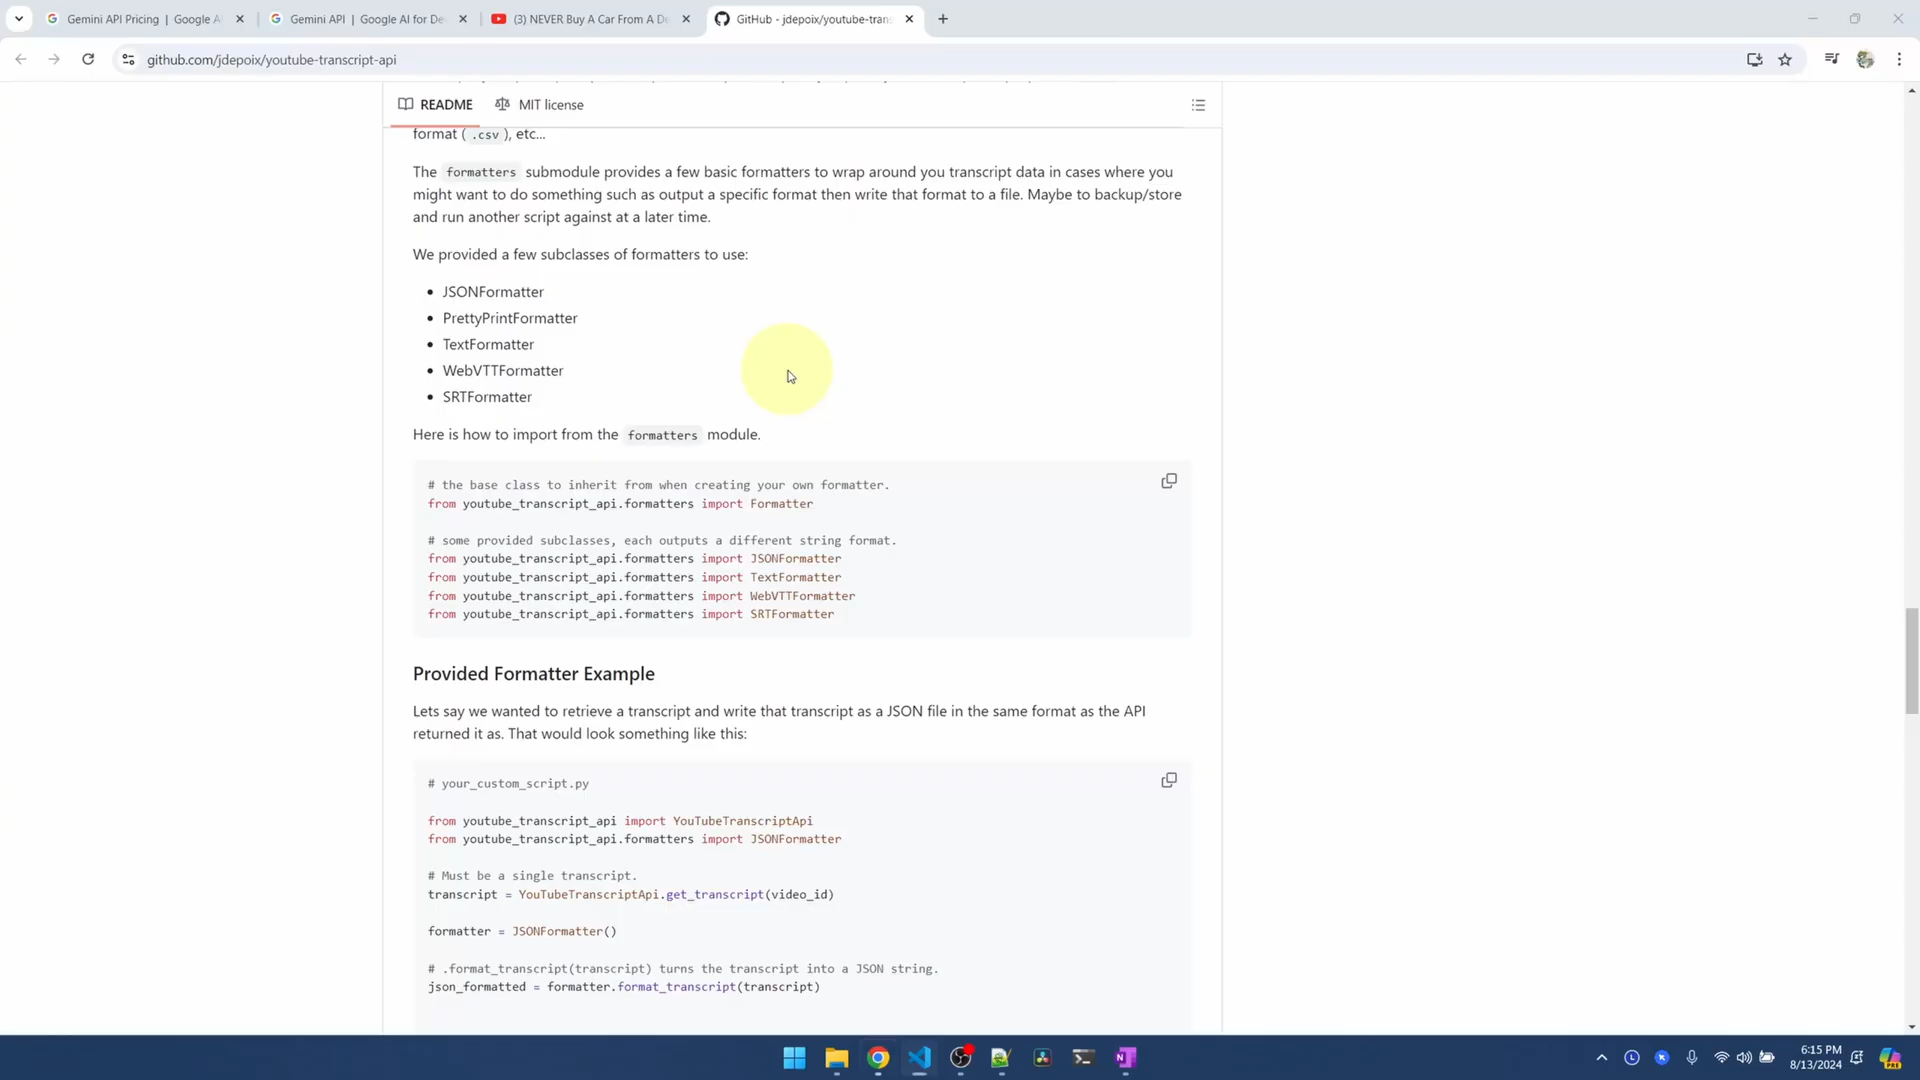 Gemini API Pricing | Google A
Gemini API | Google AI for De
(3) NEVER Buy A Car From A De
GitHub - jdepoix/youtube-tran
github.com/jdepoix/youtube-transcript-api
README
MIT license
format ( .csv ), etc...
The formatters submodule provides a few basic formatters to wrap around you transcript data in cases where you
might want to do something such as output a specific format then write that format to a file. Maybe to backup/store
and run another script against at a later time.
We provided a few subclasses of formatters to use:
• JSONFormatter
• PrettyPrintFormatter
• TextFormatter
• WebVTTFormatter
• SRTFormatter
Here is how to import from the formatters module.
# the base class to inherit from when creating your own formatter.
from youtube_transcript_api.formatters import Formatter
# some provided subclasses, each outputs a different string format.
from youtube_transcript_api.formatters import JSONFormatter
from youtube_transcript_api.formatters import TextFormatter
from youtube_transcript_api.formatters import WebVTTFormatter
from youtube_transcript_api.formatters import SRTFormatter
Provided Formatter Example
Lets say we wanted to retrieve a transcript and write that transcript as a JSON file in the same format as the API
returned it as. That would look something like this:
# your_custom_script.py
from youtube_transcript_api import YouTubeTranscriptApi
from youtube_transcript_api.formatters import JSONFormatter
# Must be a single transcript.
transcript = YouTubeTranscriptApi.get_transcript(video_id)
formatter = JSONFormatter()
# .format_transcript(transcript) turns the transcript into a JSON string.
json_formatted = formatter.format_transcript(transcript)
6:15 PM
8/13/2024